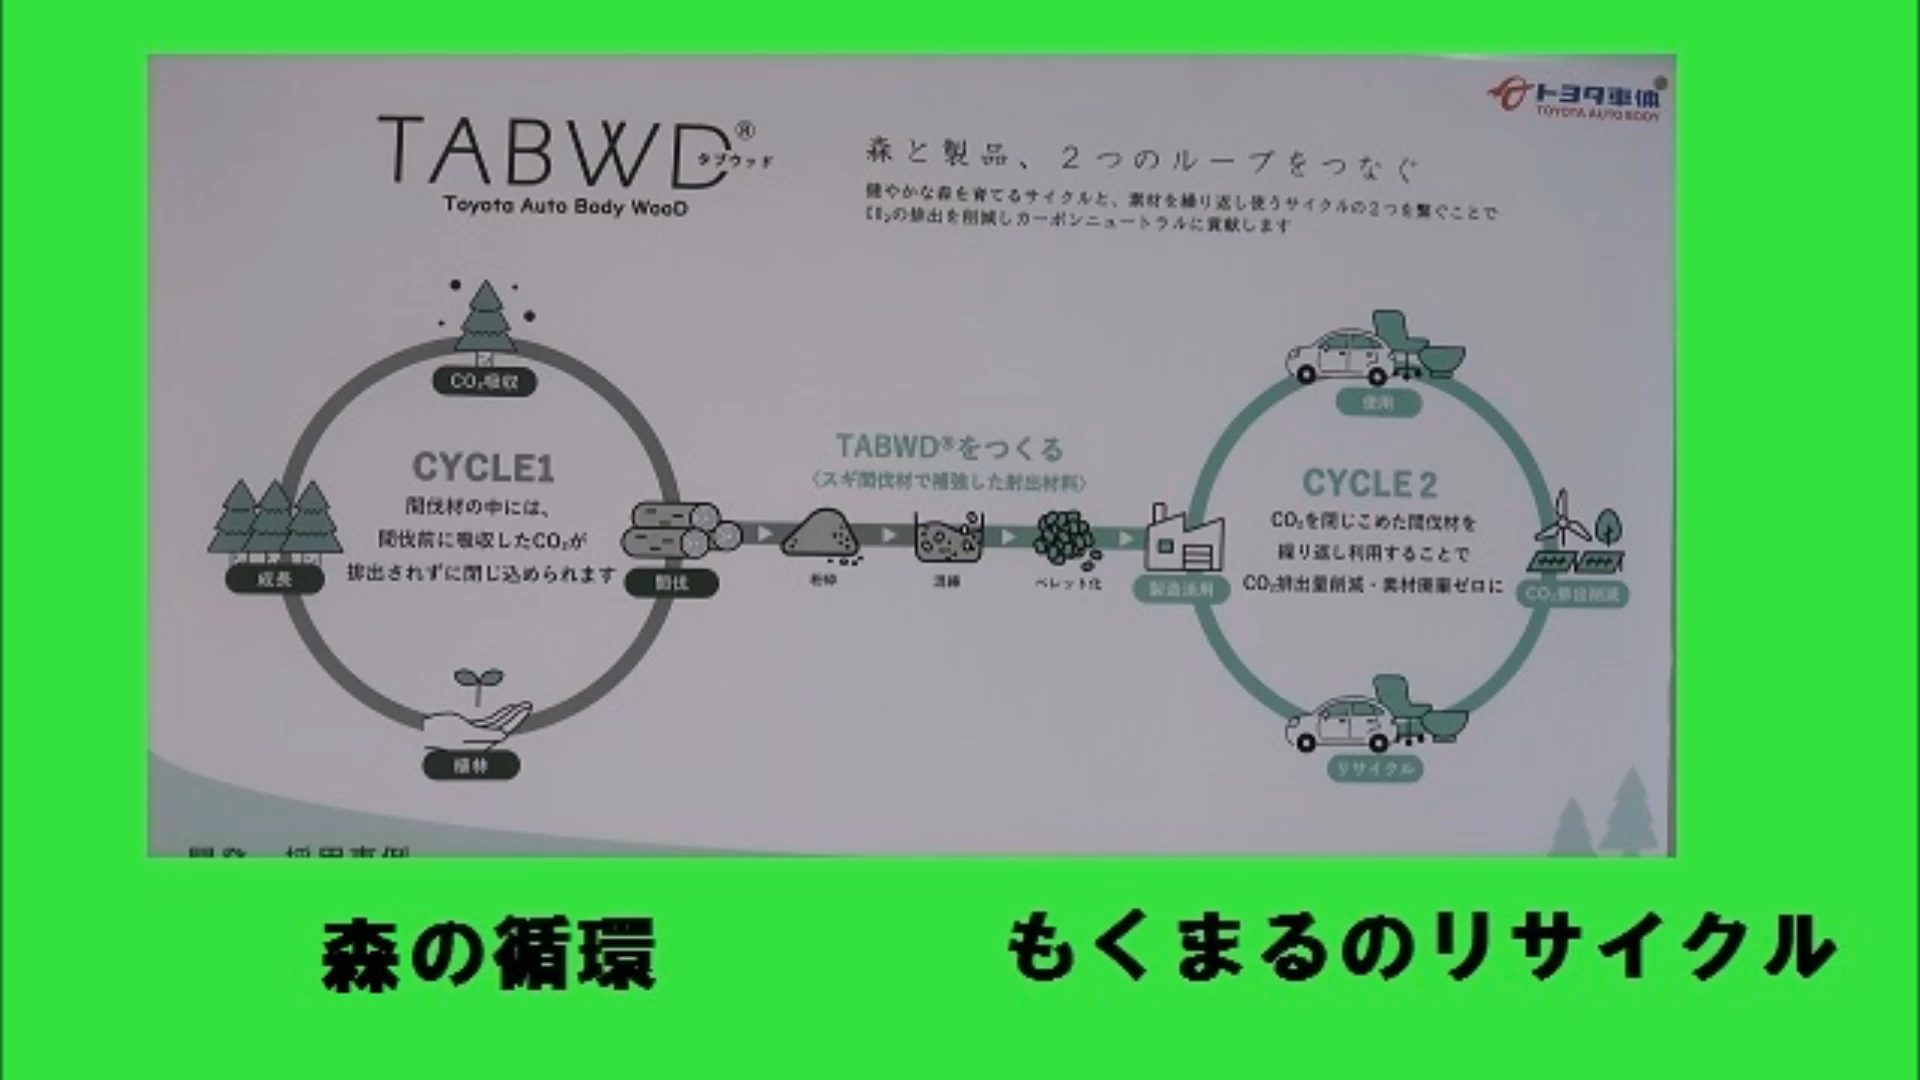 トヨタ車体
TOYOTA AUTO BODY
TABWD®
タブウッド
Toyota Auto Body WooD
森と製品、2つのループをつなぐ
健やかな森を育てるサイクルと、素材を繰り返し使うサイクルの2つを繋ぐことで
CO₂の排出を削減しカーボンニュートラルに貢献します
CO₂吸収
CYCLE1
間伐材の中には、
間伐前に吸収したCO₂が
排出されずに閉じ込められます
成長
間伐
植林
TABWD®をつくる
〈スギ間伐材で補強した射出材料〉
粉砕
混練
ペレット化
製造活用
使用
CYCLE 2
CO₂を閉じこめた間伐材を
繰り返し利用することで
CO₂排出量削減・素材廃棄ゼロに
CO₂排出削減
リサイクル
開発・採用事例
森の循環
もくまるのリサイクル